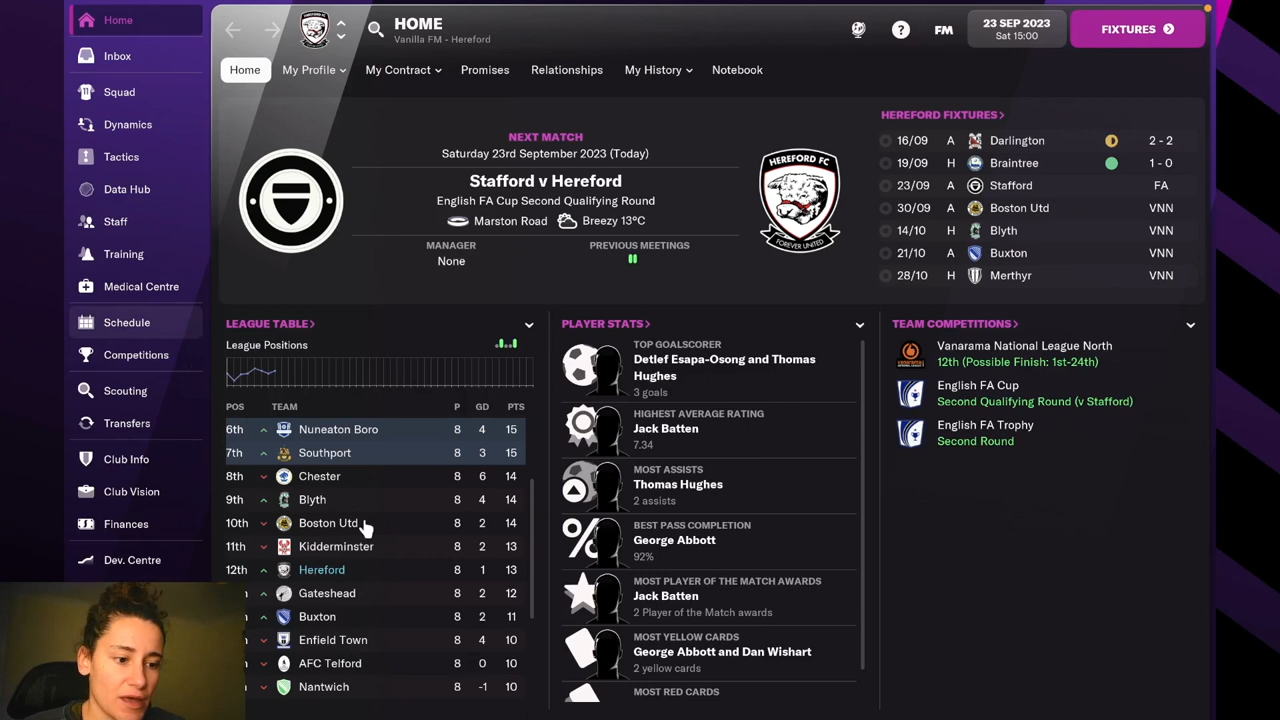 Home
Inbox
Squad
Dynamics
Tactics
Data Hub
Staff
Training
Medical Centre
Schedule
Competitions
Scouting
Transfers
Club Info
Club Vision
Finances
Dev. Centre
HOME
Vanilla FM - Hereford
?
FM
23 SEP 2023
Sat 15:00
FIXTURES
Home
My Profile
My Contract
Promises
Relationships
My History
Notebook
NEXT MATCH
Saturday 23rd September 2023 (Today)
Stafford v Hereford
English FA Cup Second Qualifying Round
Marston Road
Breezy 13°C
MANAGER
None
PREVIOUS MEETINGS
HEREFORD FC
FOREVER UNITED
HEREFORD FIXTURES
16/09 A Darlington 2 - 2
19/09 H Braintree 1 - 0
23/09 A Stafford FA
30/09 A Boston Utd VNN
14/10 H Blyth VNN
21/10 A Buxton VNN
28/10 H Merthyr VNN
LEAGUE TABLE
League Positions
POS TEAM P GD PTS
6th Nuneaton Boro 8 4 15
7th Southport 8 3 15
8th Chester 8 6 14
9th Blyth 8 4 14
10th Boston Utd 8 2 14
11th Kidderminster 8 2 13
12th Hereford 8 1 13
Gateshead 8 2 12
Buxton 8 2 11
Enfield Town 8 4 10
AFC Telford 8 0 10
Nantwich 8 -1 10
PLAYER STATS
TOP GOALSCORER
Detlef Esapa-Osong and Thomas
Hughes
3 goals
HIGHEST AVERAGE RATING
Jack Batten
7.34
MOST ASSISTS
Thomas Hughes
2 assists
BEST PASS COMPLETION
George Abbott
92%
MOST PLAYER OF THE MATCH AWARDS
Jack Batten
2 Player of the Match awards
MOST YELLOW CARDS
George Abbott and Dan Wishart
2 yellow cards
MOST RED CARDS
TEAM COMPETITIONS
Vanarama National League North
12th (Possible Finish: 1st-24th)
English FA Cup
Second Qualifying Round (v Stafford)
English FA Trophy
Second Round